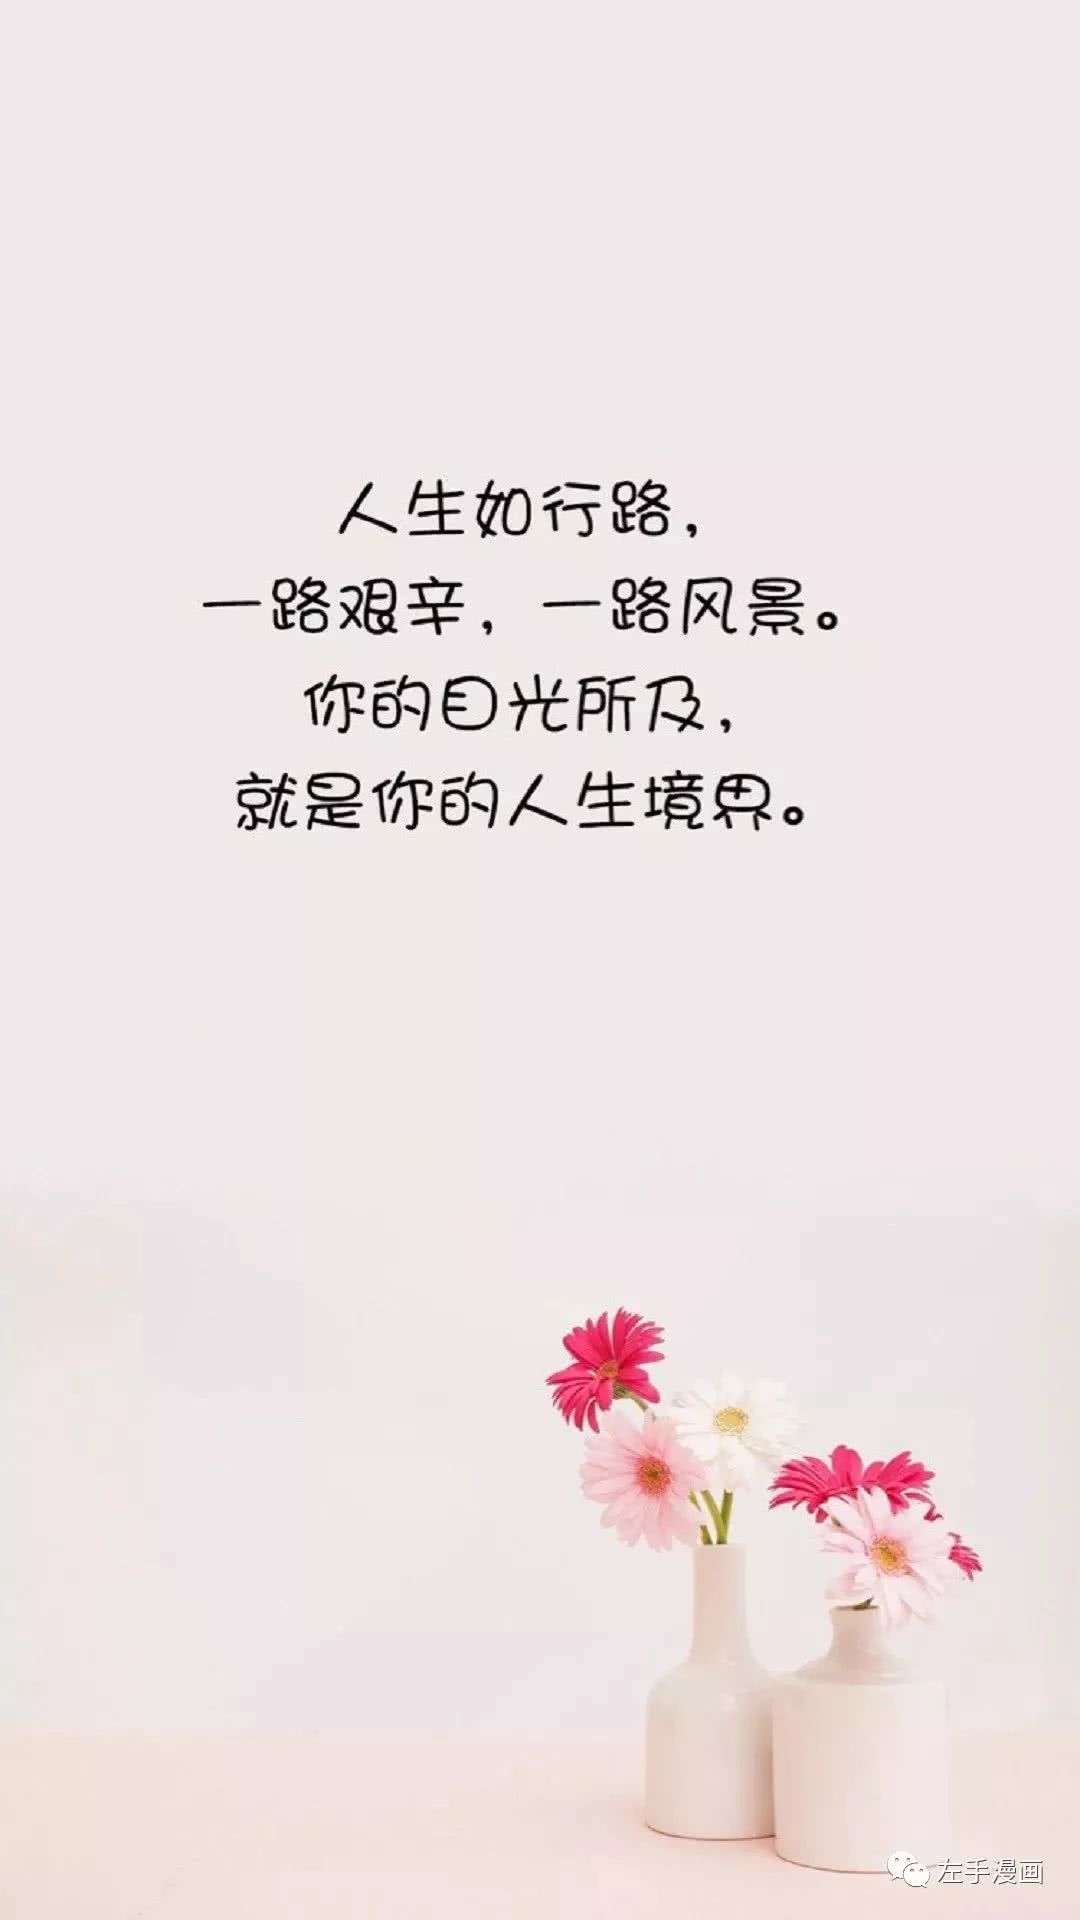 人生如行路，
一路艰辛，一路风景。
你的目光所及，
就是你的人生境界。
左手漫画